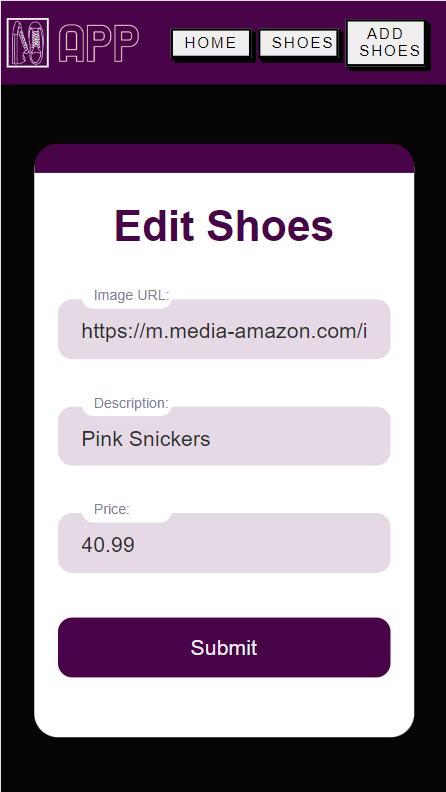 APP
HOME
SHOES
ADD
SHOES
Edit Shoes
Image URL:
https://m.media-amazon.com/i
Description:
Pink Snickers
Price:
40.99
Submit